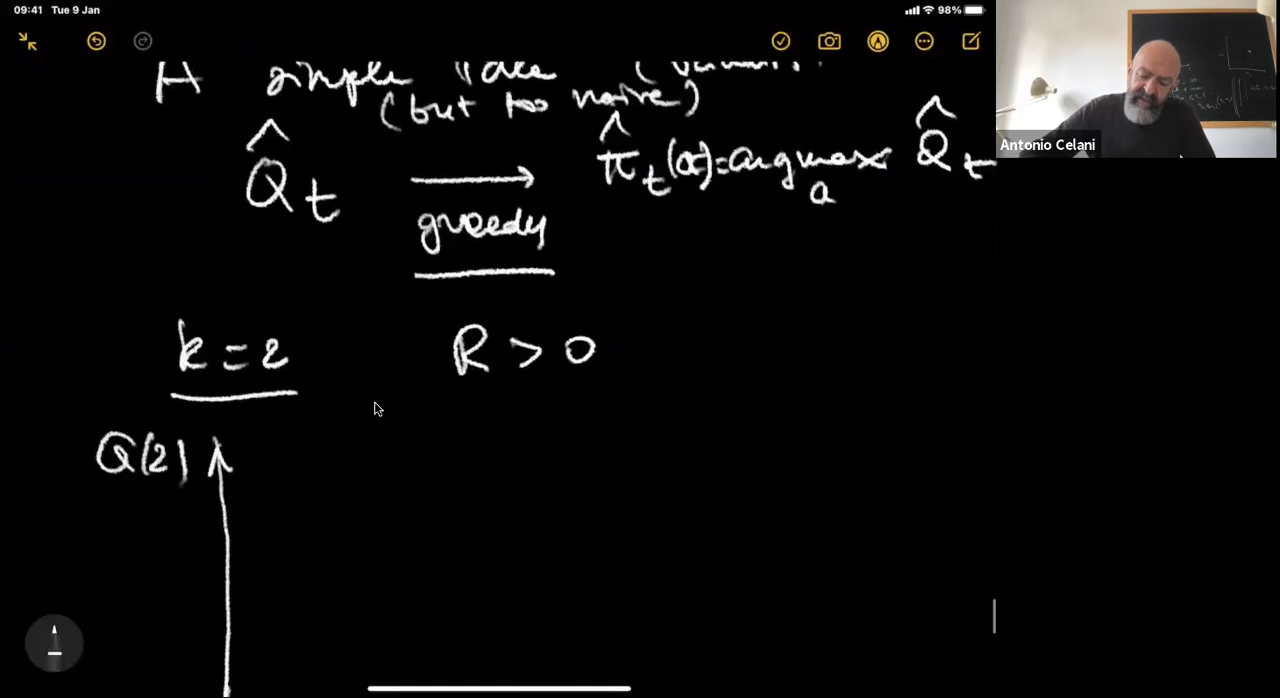 09:41 Tue 9 Jan
98%
A simple idea
(but too naive)
Q̂t → π̂t(a)=argmax Q̂t
a
greedy
k=2 R>0
Q(2)
Antonio Celani